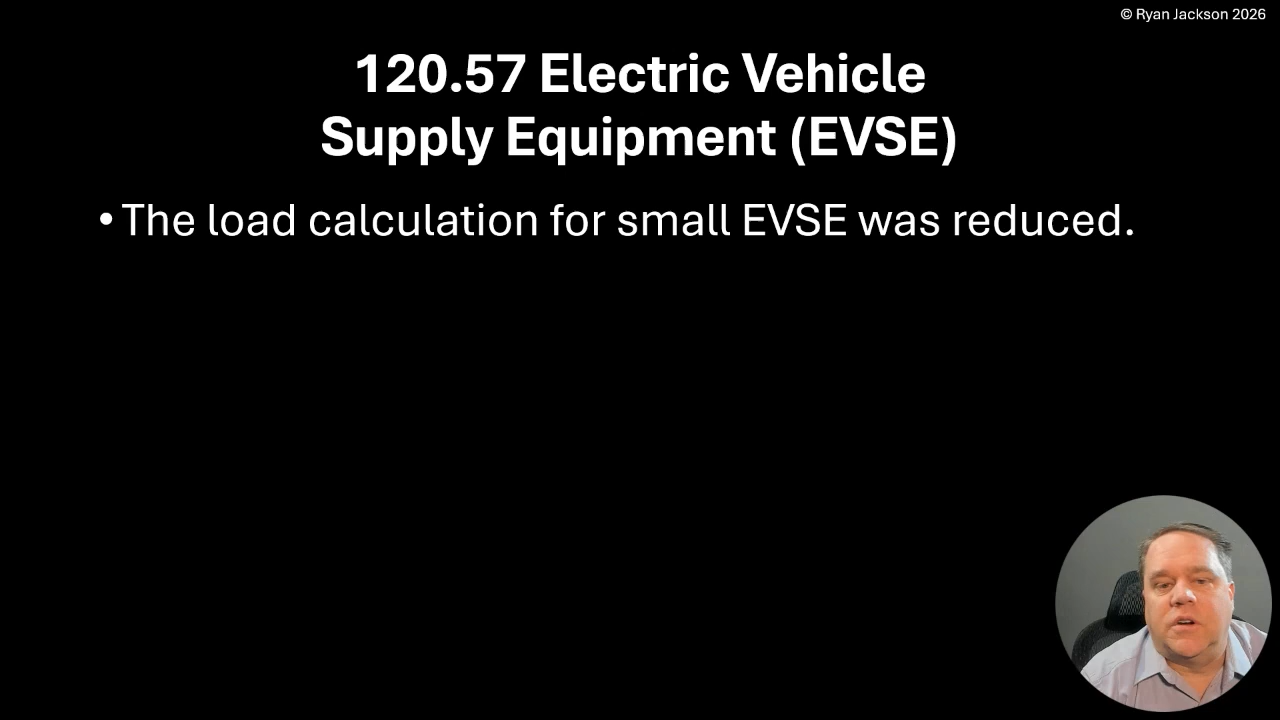 © Ryan Jackson 2026
120.57 Electric Vehicle
Supply Equipment (EVSE)
• The load calculation for small EVSE was reduced.